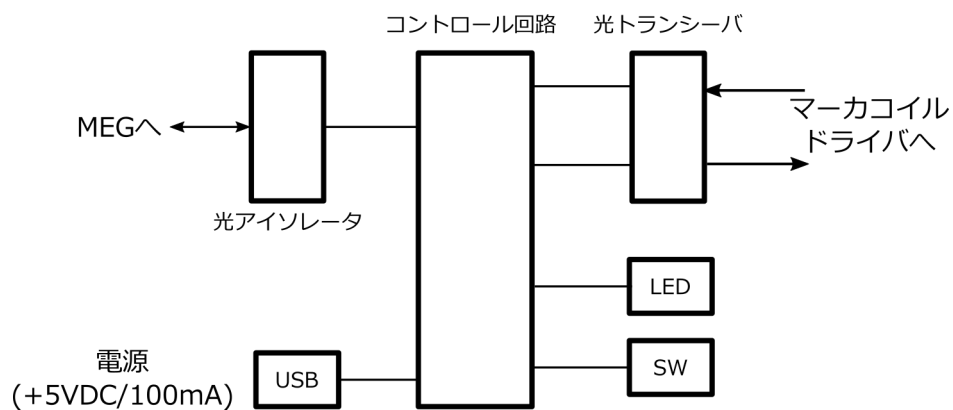 コントロール回路
光トランシーバ
MEGへ
マーカコイル
ドライバへ
光アイソレータ
LED
電源
(+5VDC/100mA)
USB
SW